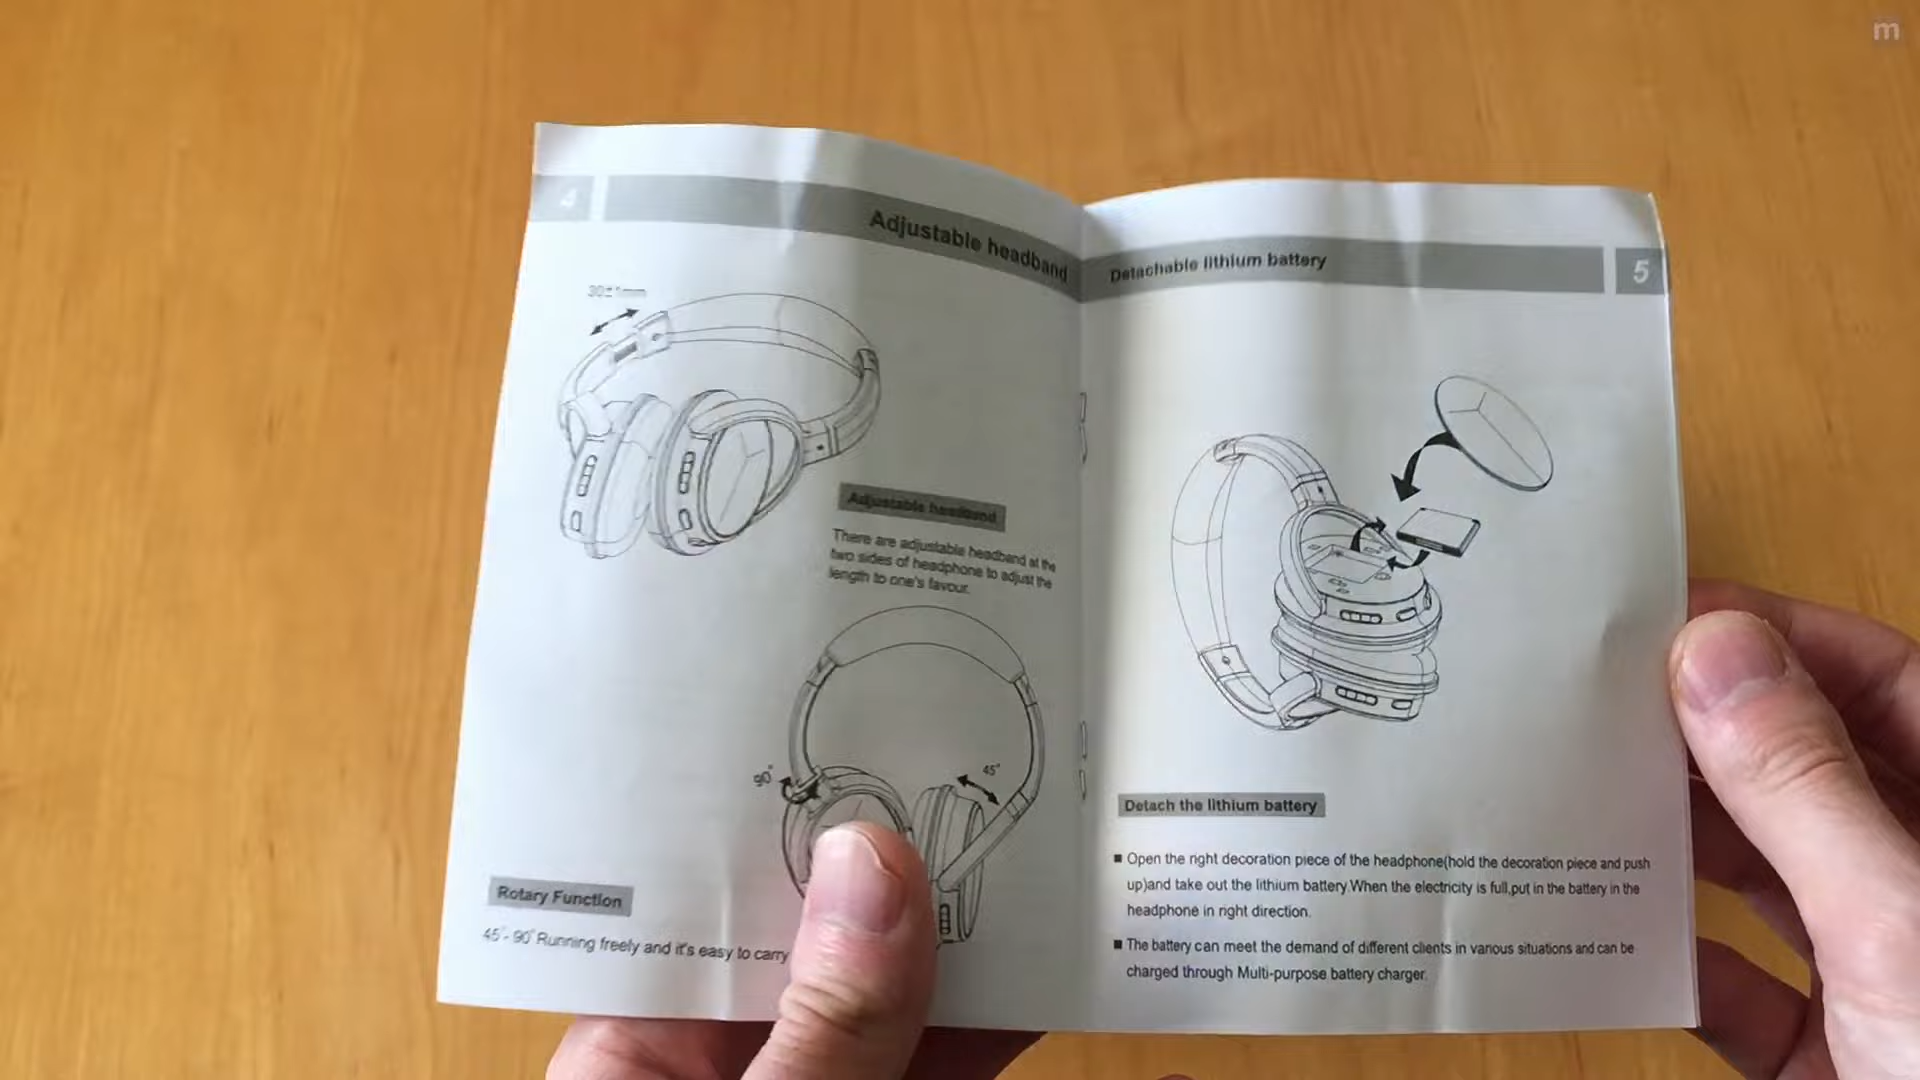 4
Adjustable headband
30±1mm
Adjustable headband
There are adjustable headband at the
two sides of headphone to adjust the
length to one's favour.
90°
45°
Rotary Function
45°- 90° Running freely and it's easy to carry
Detachable lithium battery
5
Detach the lithium battery
■ Open the right decoration piece of the headphone(hold the decoration piece and push
up)and take out the lithium battery.When the electricity is full,put in the battery in the
headphone in right direction.
■ The battery can meet the demand of different clients in various situations and can be
charged through Multi-purpose battery charger.
m